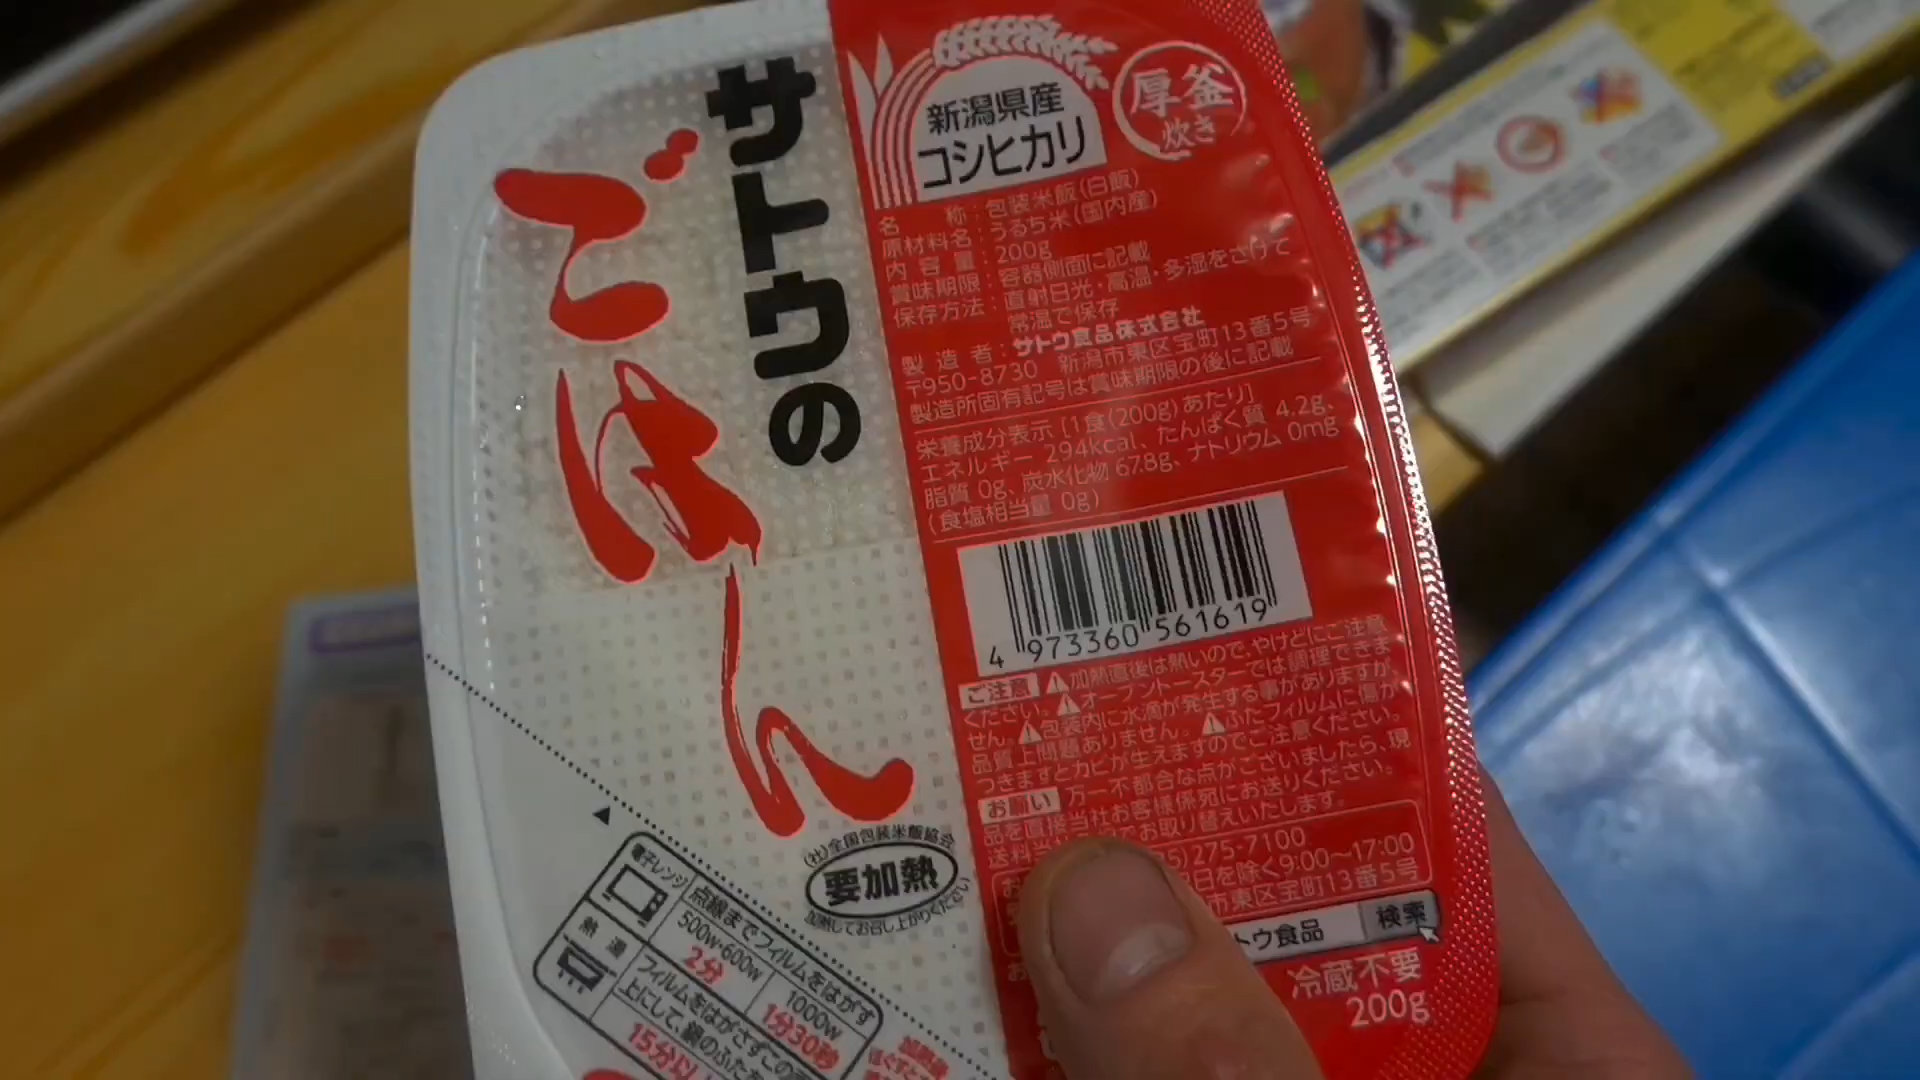 サトウの
ごはん
新潟県産
コシヒカリ
厚釜
炊き
名称：包装米飯(白飯)
原材料名：うるち米(国内産)
内容量：200g
賞味期限：容器側面に記載
保存方法：直射日光・高温・多湿をさけて
常温で保存
製造者：サトウ食品株式会社
〒950-8730 新潟市東区宝町13番5号
製造所固有記号は賞味期限の後に記載
栄養成分表示 [1食(200g)あたり]
エネルギー 294kcal、たんぱく質 4.2g、
脂質 0g、炭水化物 67.8g、ナトリウム 0mg
(食塩相当量 0g)
4 973360 561619
ご注意 ⚠加熱直後は熱いので、やけどにご注意
ください。⚠オーブントースターでは調理できま
せん。⚠包装内に水滴が発生する事がありますが、
品質上問題ありません。⚠ふたフィルムに傷が
つきますとカビが生えますのでご注意ください。
お願い 万一不都合な点がございましたら、現
品を直接当社お客様係宛にお送りください。
送料当 でお取り替えいたします。
5)275-7100
日を除く9:00〜17:00
市東区宝町13番5号
トウ食品 検索
冷蔵不要
200g
(社)全国包装米飯協会
要加熱
加熱してお召し上がりください
電子レンジ
点線までフィルムをはがす
500w・600w
2分
1000w
1分30秒
熱湯
フィルムをはがさずこの面を
上にして、鍋のふたを
15分以